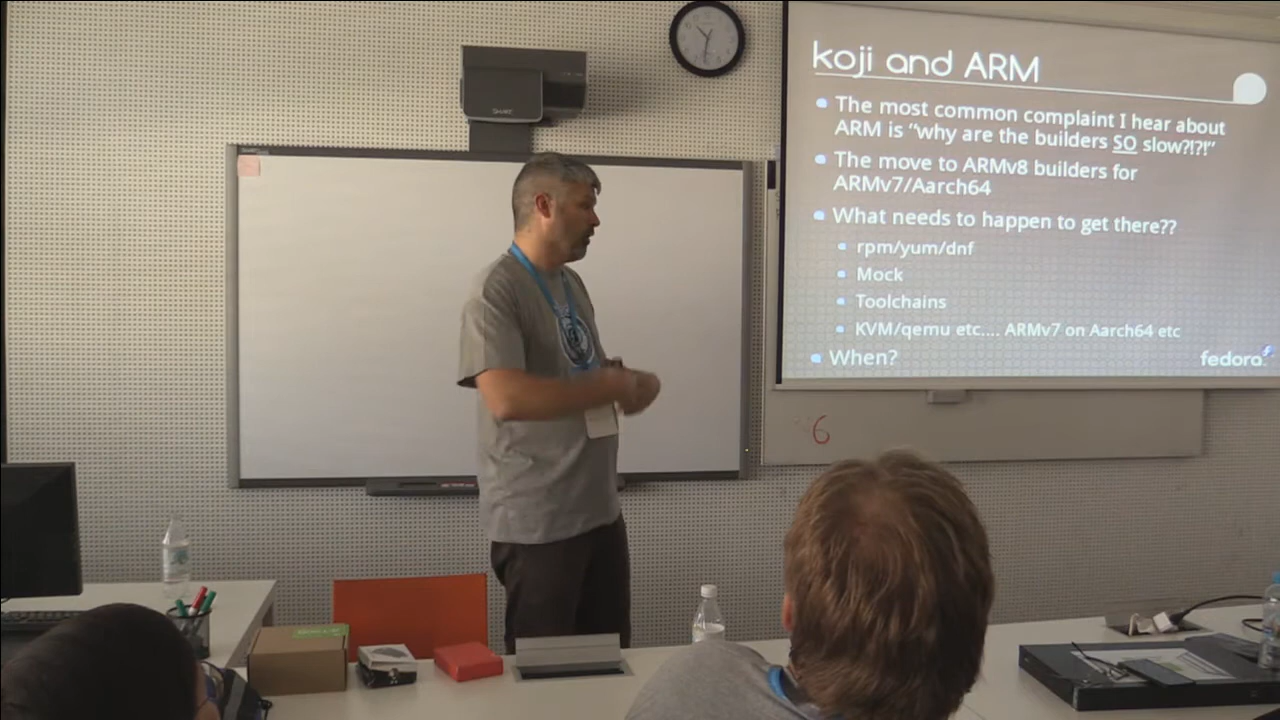 koji and ARM
The most common complaint I hear about
ARM is "why are the builders SO slow?!?!"
The move to ARMv8 builders for
ARMv7/Aarch64
What needs to happen to get there??
rpm/yum/dnf
Mock
Toolchains
KVM/qemu etc.... ARMv7 on Aarch64 etc
When?
fedora
6